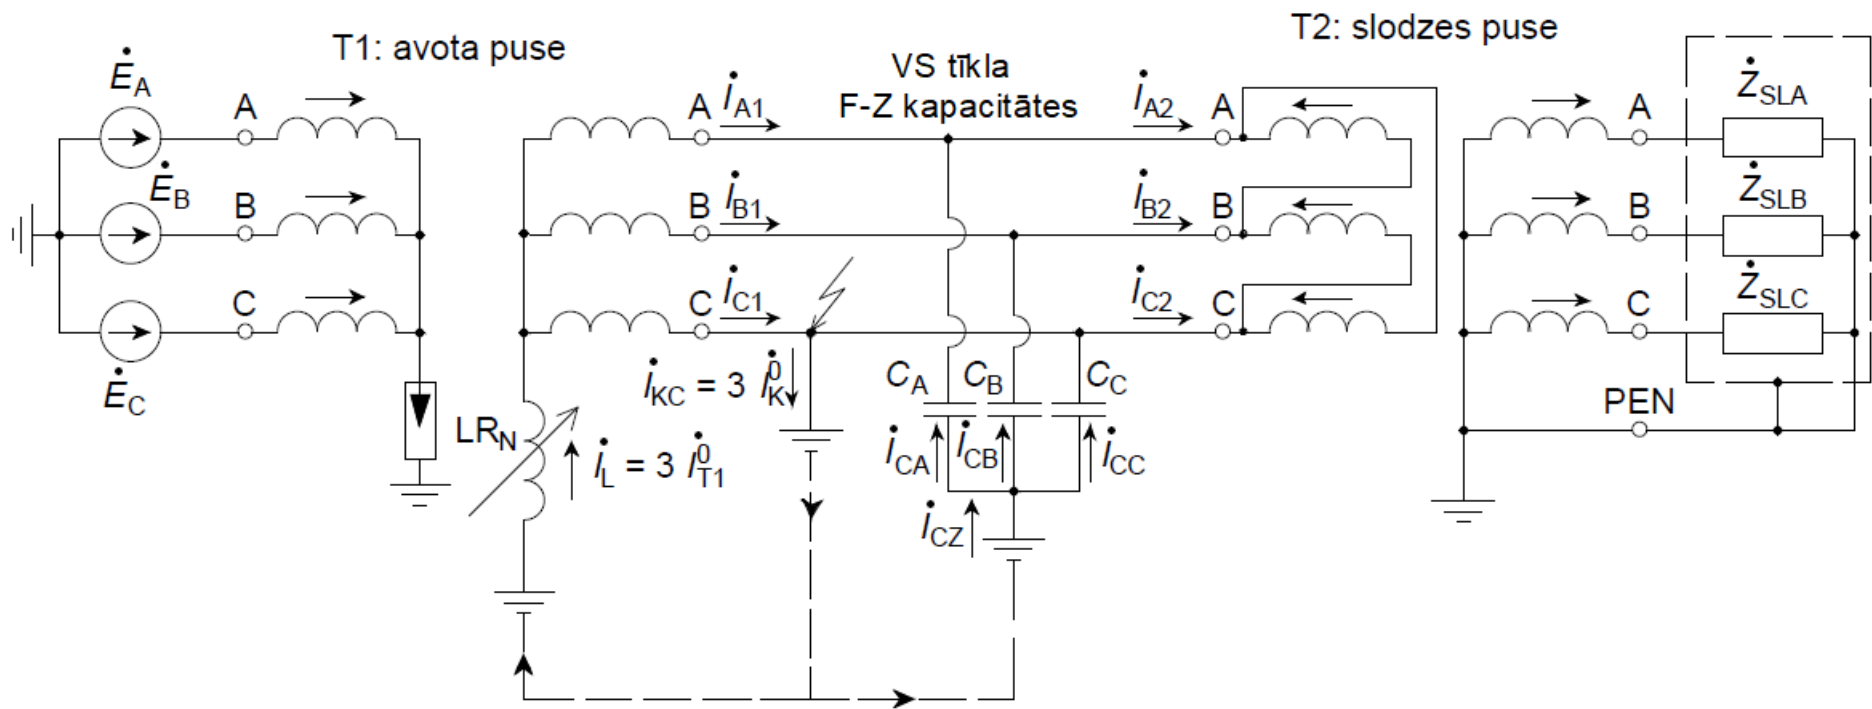 T1: avota puse
T2: slodzes puse
VS tīkla
F-Z kapacitātes
ĖA
ĖB
ĖC
A
B
C
A
B
C
İA1
İB1
İC1
İA2
İB2
İC2
A
B
C
A
B
C
ŻSLA
ŻSLB
ŻSLC
PEN
LRN
İL = 3 İ0T1
İKC = 3 İ0K
CA
CB
CC
İCA
İCB
İCC
İCZ